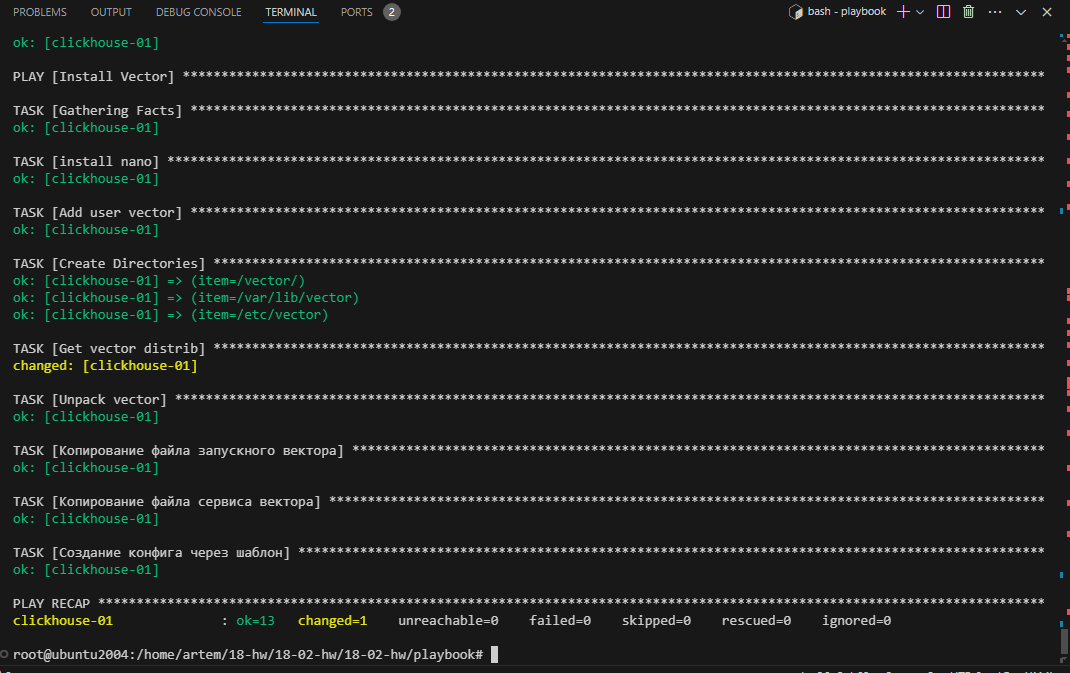 PROBLEMS OUTPUT DEBUG CONSOLE TERMINAL PORTS 2 bash - playbook
ok: [clickhouse-01]
PLAY [Install Vector] ****************************************************************************************************************
TASK [Gathering Facts] ***************************************************************************************************************
ok: [clickhouse-01]
TASK [install nano] ******************************************************************************************************************
ok: [clickhouse-01]
TASK [Add user vector] ***************************************************************************************************************
ok: [clickhouse-01]
TASK [Create Directories] ************************************************************************************************************
ok: [clickhouse-01] => (item=/vector/)
ok: [clickhouse-01] => (item=/var/lib/vector)
ok: [clickhouse-01] => (item=/etc/vector)
TASK [Get vector distrib] ************************************************************************************************************
changed: [clickhouse-01]
TASK [Unpack vector] *****************************************************************************************************************
ok: [clickhouse-01]
TASK [Копирование файла запускного вектора] ******************************************************************************************
ok: [clickhouse-01]
TASK [Копирование файла сервиса вектора] *********************************************************************************************
ok: [clickhouse-01]
TASK [Создание конфига через шаблон] *************************************************************************************************
ok: [clickhouse-01]
PLAY RECAP ***************************************************************************************************************************
clickhouse-01 : ok=13 changed=1 unreachable=0 failed=0 skipped=0 rescued=0 ignored=0
root@ubuntu2004:/home/artem/18-hw/18-02-hw/18-02-hw/playbook#